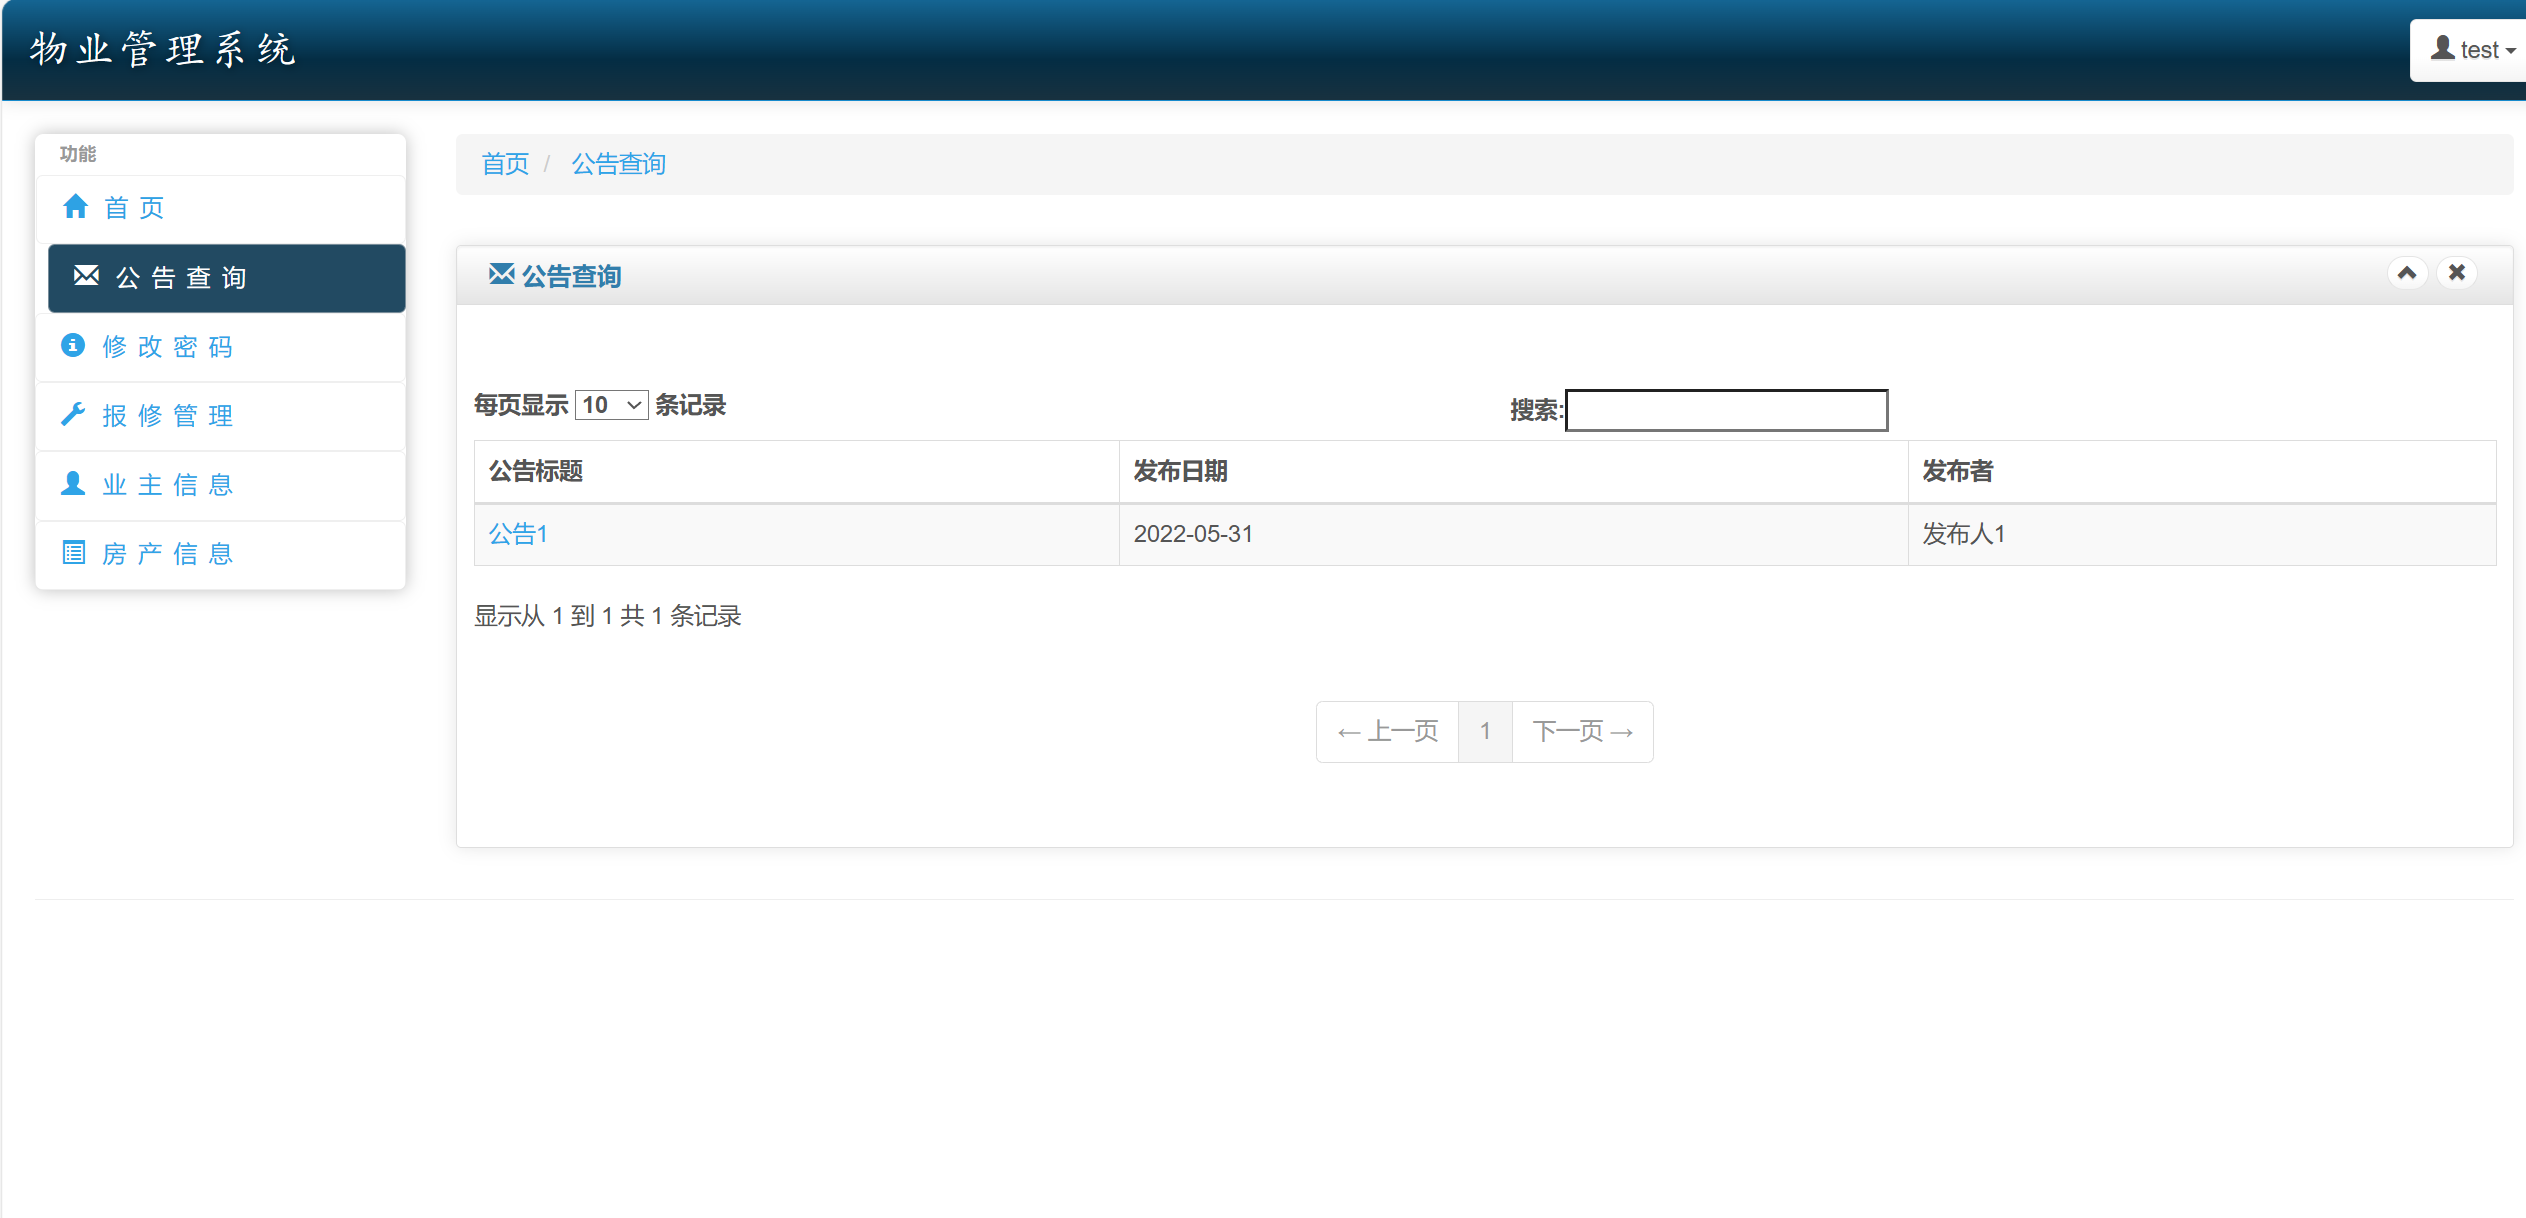 物业管理系统
test
功能
首页
公告查询
修改密码
报修管理
业主信息
房产信息
首页 / 公告查询
公告查询
每页显示 10 条记录
搜索:
公告标题 发布日期 发布者
公告1 2022-05-31 发布人1
显示从 1 到 1 共 1 条记录
← 上一页 1 下一页 →